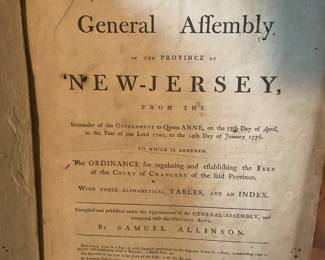 General Aſſembly
OF THE PROVINCE OF
NEW-JERSEY,
FROM THE
Surrender of the GOVERNMENT to Queen ANNE, on the 17th Day of April,
in the Year of our Lord 1702, to the 14th Day of January 1776.
TO WHICH IS ANNEXED,
The ORDINANCE for regulating and eſtabliſhing the FEES
of the COURT of CHANCERY of the ſaid Province.
WITH THREE ALPHABETICAL TABLES, AND AN INDEX.
Compiled and publiſhed under the Appointment of the GENERAL ASSEMBLY, and
compared with the ORIGINAL ACTS,
By SAMUEL ALLINSON.